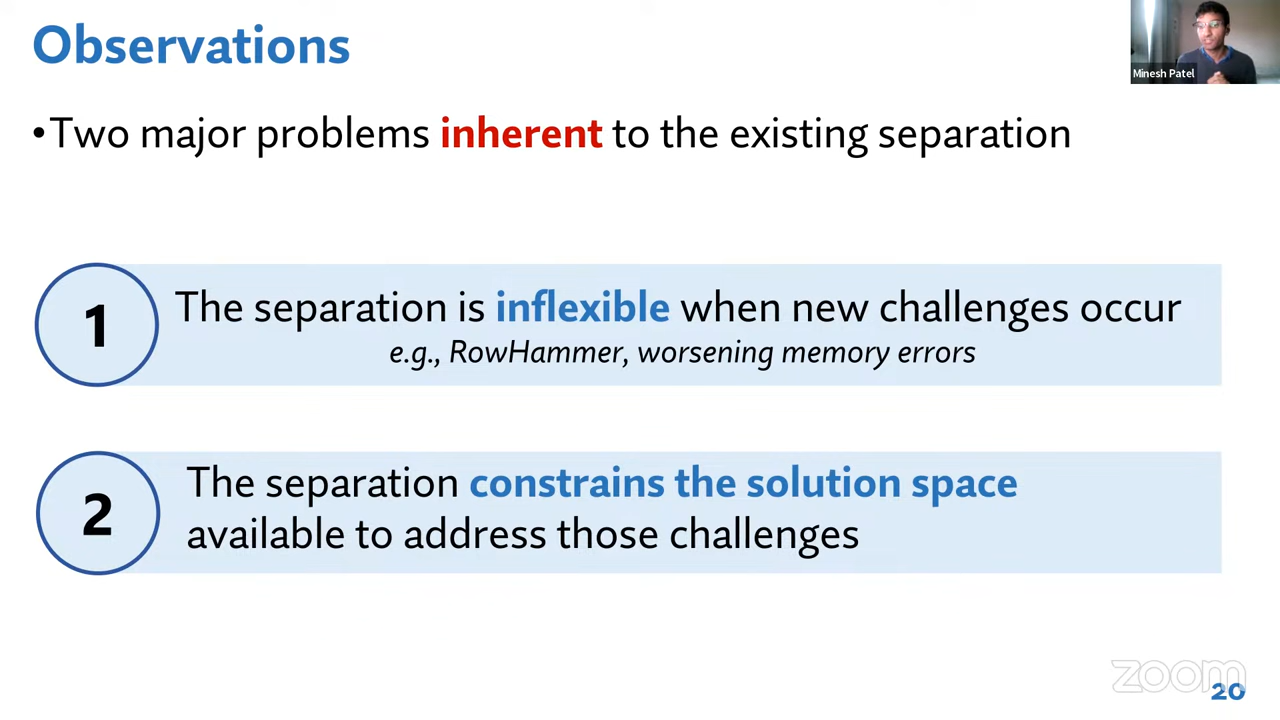 Observations
Minesh Patel
•Two major problems inherent to the existing separation
1
The separation is inflexible when new challenges occur
e.g., RowHammer, worsening memory errors
2
The separation constrains the solution space
available to address those challenges
zoom
20